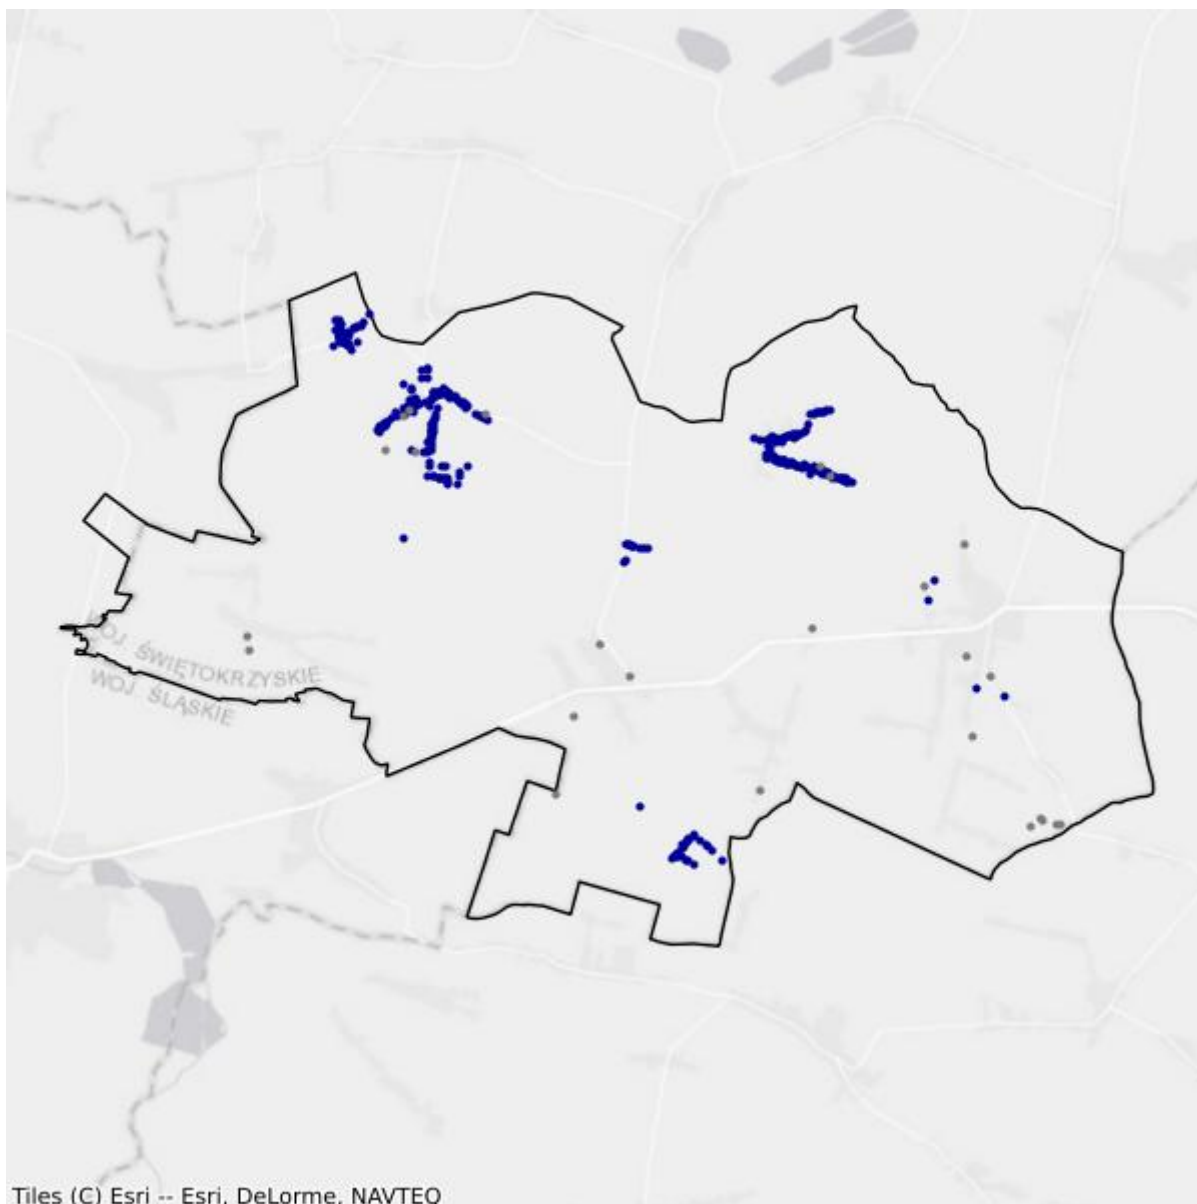 WOJ ŚWIĘTOKRZYSKIE
WOJ ŚLĄSKIE
Tiles (C) Esri -- Esri, DeLorme, NAVTEQ